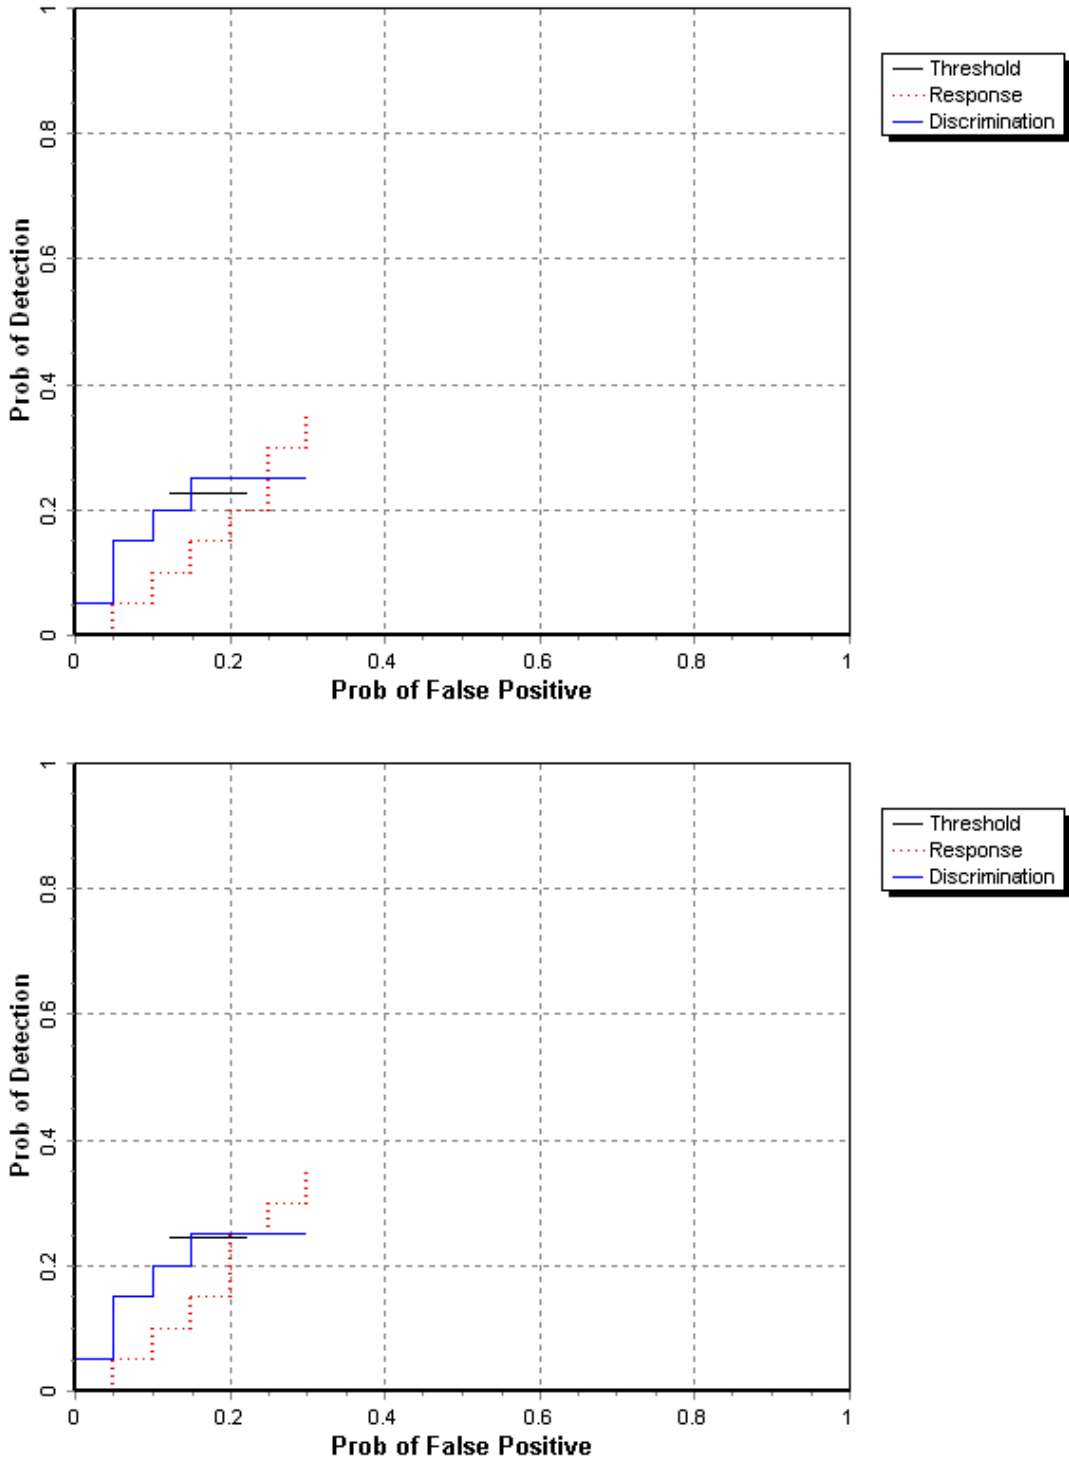 1
0.8
0.6
0.4
0.2
0
Prob of Detection
0 0.2 0.4 0.6 0.8 1
Prob of False Positive
Threshold
Response
Discrimination
1
0.8
0.6
0.4
0.2
0
Prob of Detection
0 0.2 0.4 0.6 0.8 1
Prob of False Positive
Threshold
Response
Discrimination